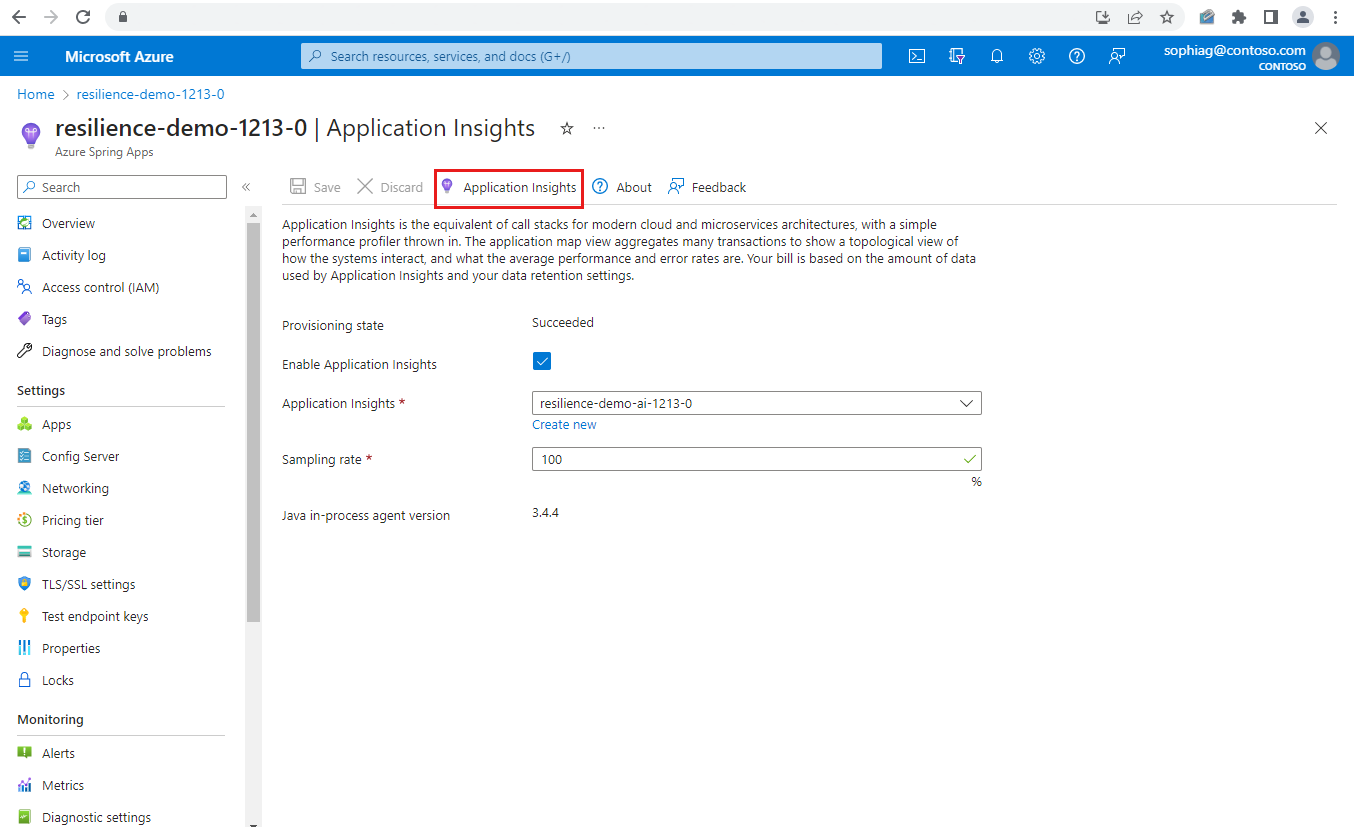 Microsoft Azure
Search resources, services, and docs (G+/)
sophiag@contoso.com
CONTOSO
Home > resilience-demo-1213-0
resilience-demo-1213-0 | Application Insights
Azure Spring Apps
Search
Save
Discard
Application Insights
About
Feedback
Overview
Activity log
Access control (IAM)
Tags
Diagnose and solve problems
Settings
Apps
Config Server
Networking
Pricing tier
Storage
TLS/SSL settings
Test endpoint keys
Properties
Locks
Monitoring
Alerts
Metrics
Diagnostic settings
Application Insights is the equivalent of call stacks for modern cloud and microservices architectures, with a simple
performance profiler thrown in. The application map view aggregates many transactions to show a topological view of
how the systems interact, and what the average performance and error rates are. Your bill is based on the amount of data
used by Application Insights and your data retention settings.
Provisioning state
Succeeded
Enable Application Insights
Application Insights *
resilience-demo-ai-1213-0
Create new
Sampling rate *
100
%
Java in-process agent version
3.4.4